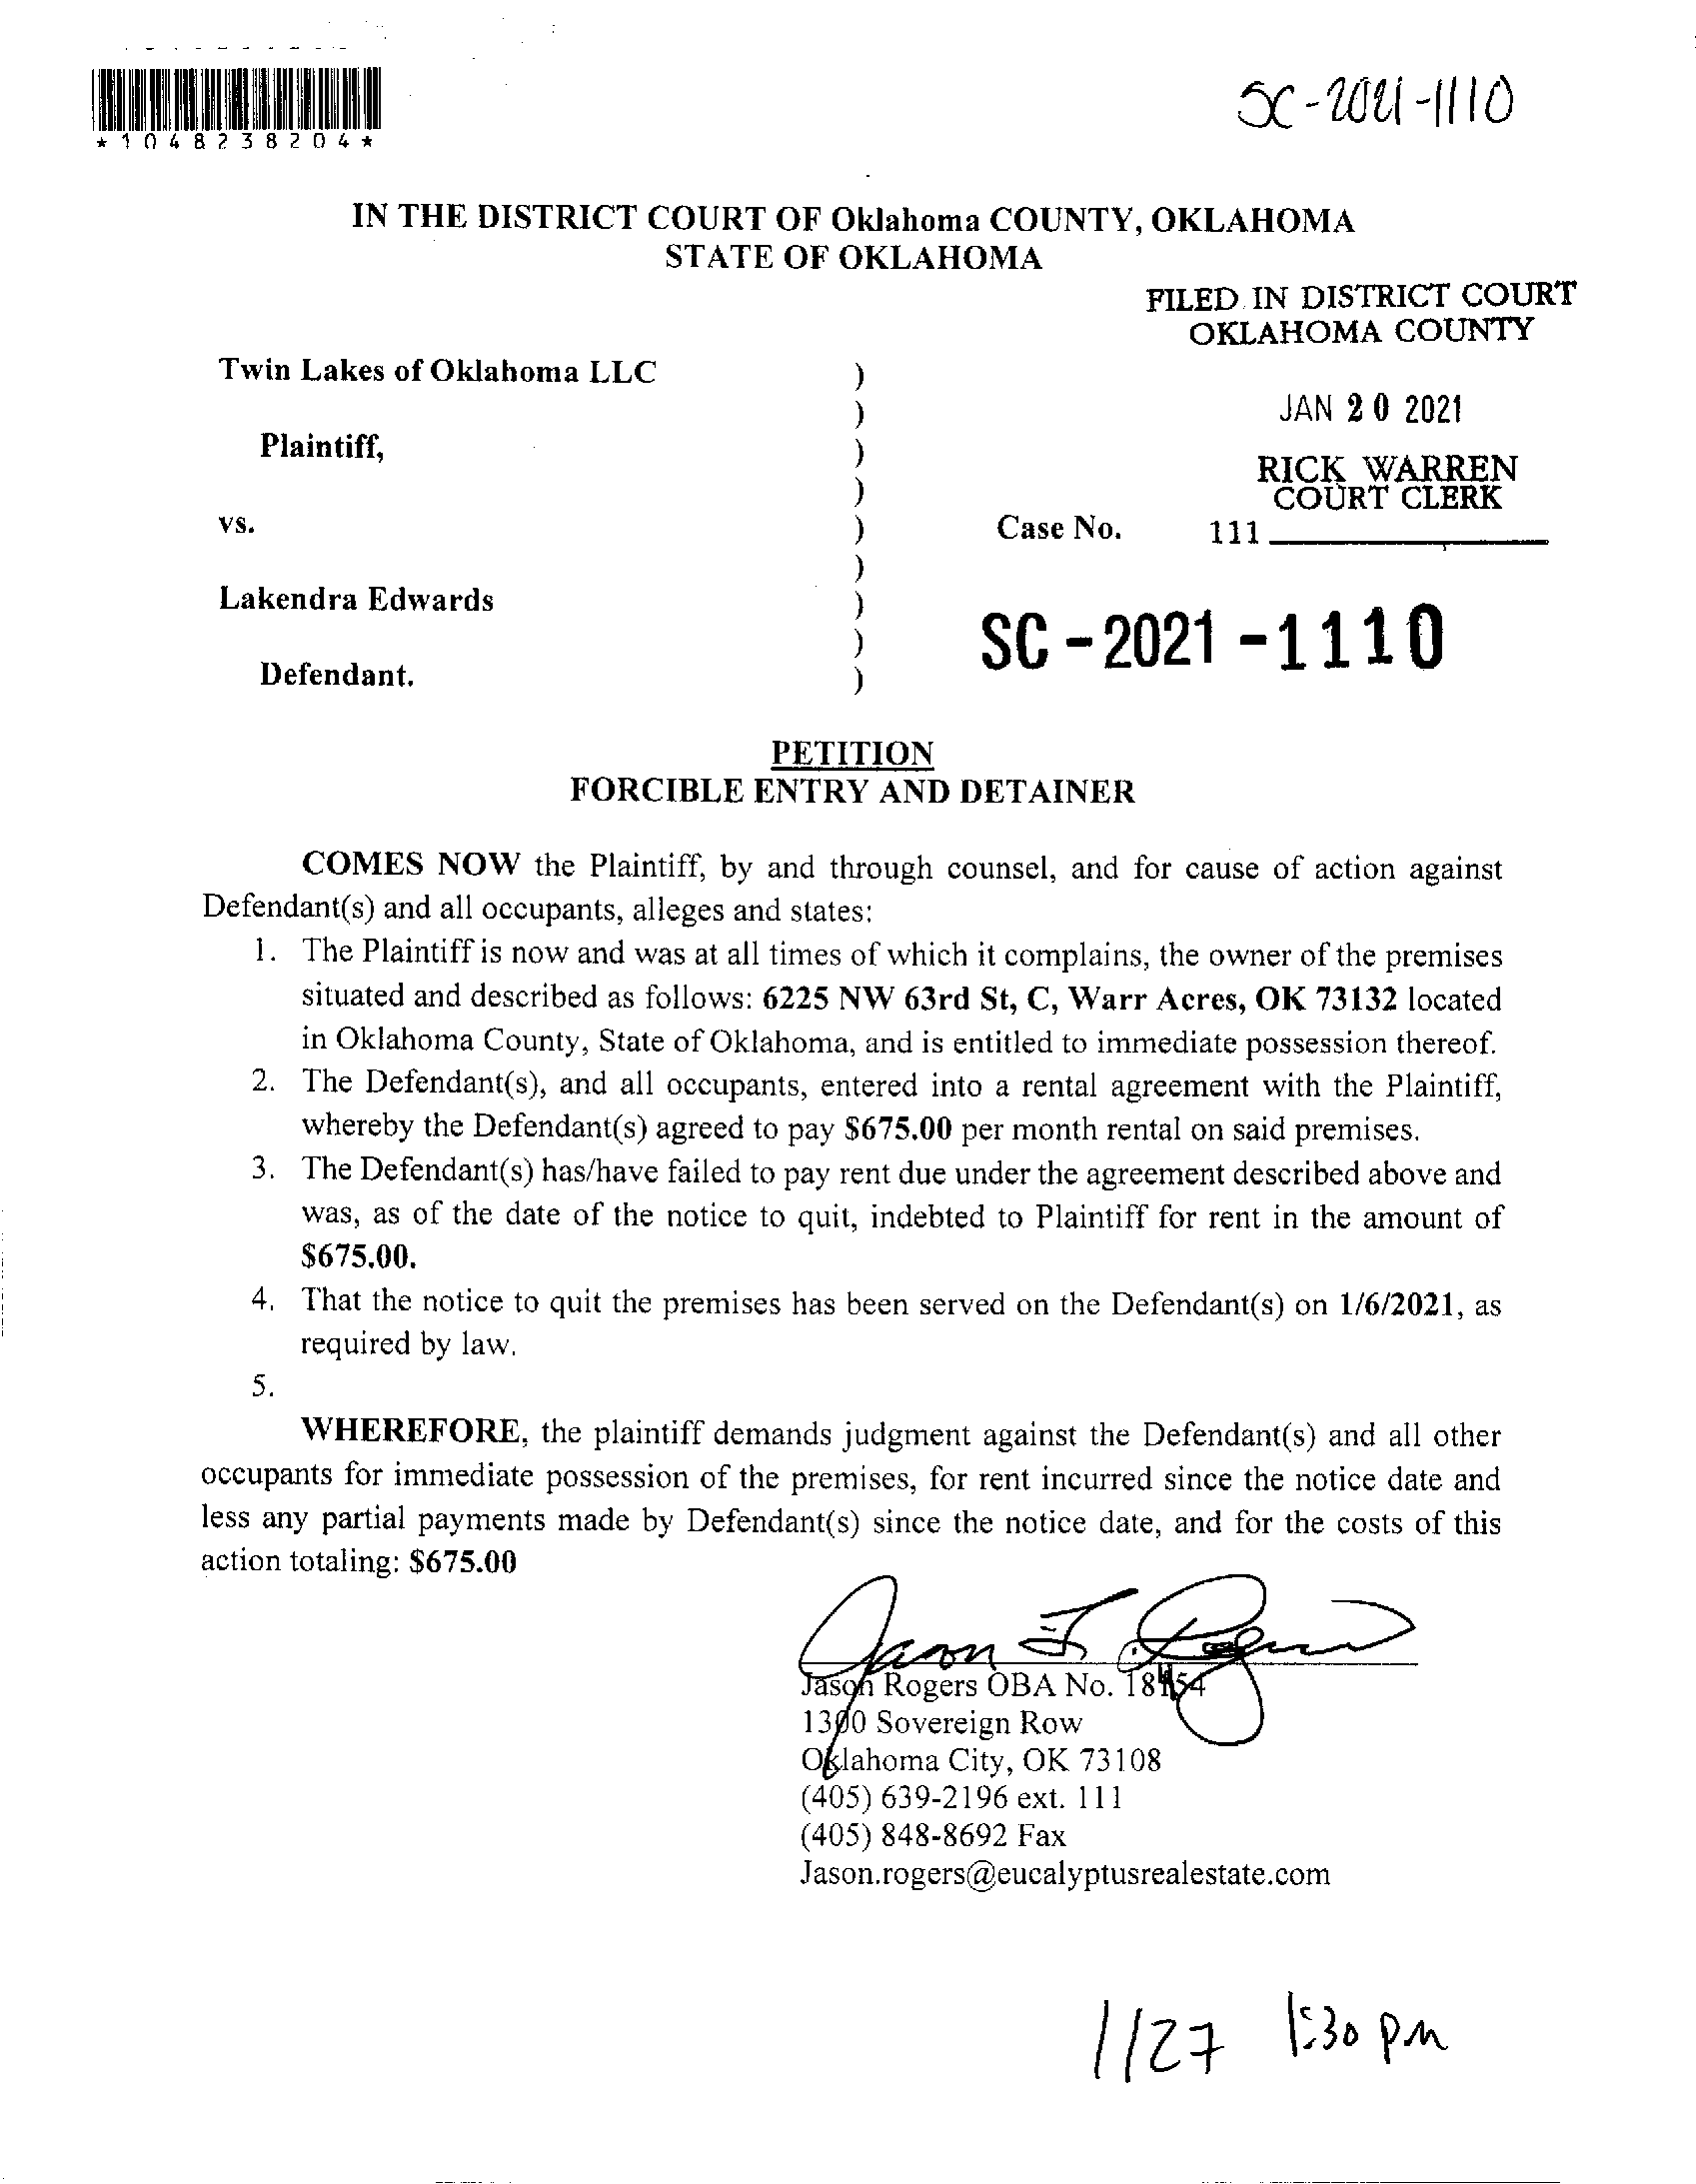 SC-2021-1110
*1048238204*
IN THE DISTRICT COURT OF Oklahoma COUNTY, OKLAHOMA
STATE OF OKLAHOMA
FILED IN DISTRICT COURT
OKLAHOMA COUNTY
Twin Lakes of Oklahoma LLC )
)
JAN 20 2021
Plaintiff, )
RICK WARREN
COURT CLERK
)
vs. ) Case No. 111
)
Lakendra Edwards )
) SC-2021-1110
Defendant. )
PETITION
FORCIBLE ENTRY AND DETAINER
COMES NOW the Plaintiff, by and through counsel, and for cause of action against
Defendant(s) and all occupants, alleges and states:
1. The Plaintiff is now and was at all times of which it complains, the owner of the premises
situated and described as follows: 6225 NW 63rd St, C, Warr Acres, OK 73132 located
in Oklahoma County, State of Oklahoma, and is entitled to immediate possession thereof.
2. The Defendant(s), and all occupants, entered into a rental agreement with the Plaintiff,
whereby the Defendant(s) agreed to pay $675.00 per month rental on said premises.
3. The Defendant(s) has/have failed to pay rent due under the agreement described above and
was, as of the date of the notice to quit, indebted to Plaintiff for rent in the amount of
$675.00.
4. That the notice to quit the premises has been served on the Defendant(s) on 1/6/2021, as
required by law.
5.
WHEREFORE, the plaintiff demands judgment against the Defendant(s) and all other
occupants for immediate possession of the premises, for rent incurred since the notice date and
less any partial payments made by Defendant(s) since the notice date, and for the costs of this
action totaling: $675.00
Jason Rogers OBA No.
1300 Sovereign Row
Oklahoma City, OK 73108
(405) 639-2196 ext. 111
(405) 848-8692 Fax
Jason.rogers@eucalyptusrealestate.com
1/27 1:30 pm